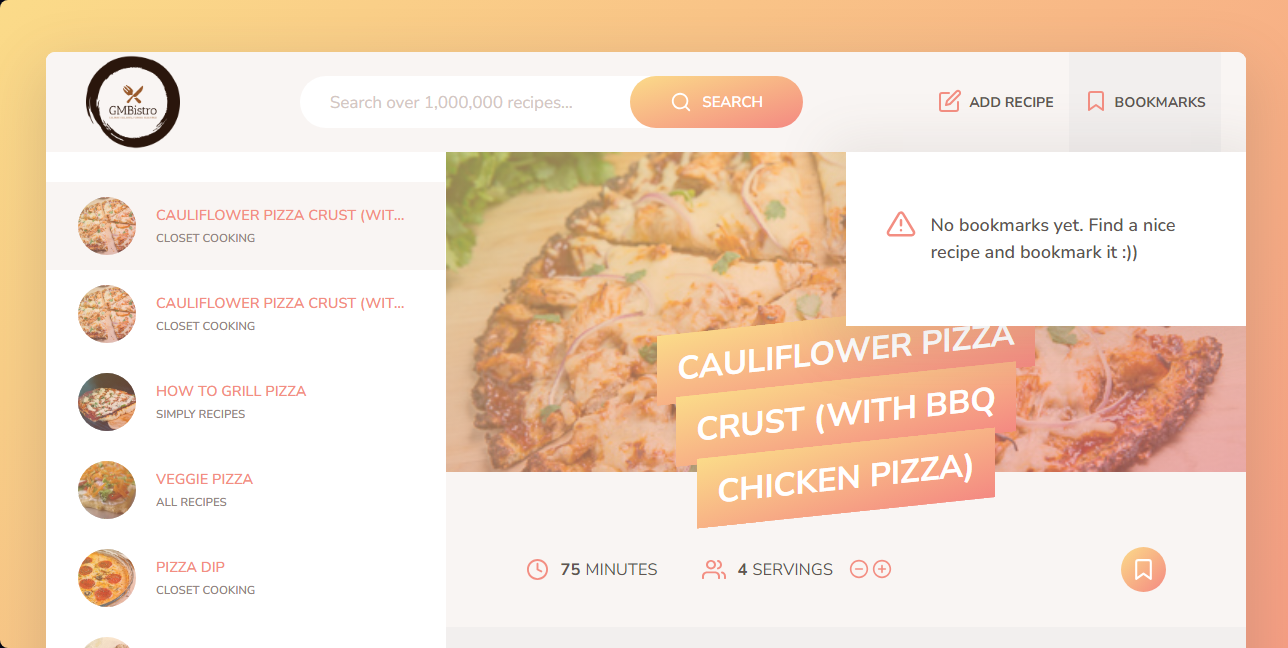 GMBistro
Search over 1,000,000 recipes...
SEARCH
ADD RECIPE
BOOKMARKS
CAULIFLOWER PIZZA CRUST (WIT...
CLOSET COOKING
CAULIFLOWER PIZZA CRUST (WIT...
CLOSET COOKING
HOW TO GRILL PIZZA
SIMPLY RECIPES
VEGGIE PIZZA
ALL RECIPES
PIZZA DIP
CLOSET COOKING
No bookmarks yet. Find a nice
recipe and bookmark it :))
CAULIFLOWER PIZZA
CRUST (WITH BBQ
CHICKEN PIZZA)
75 MINUTES
4 SERVINGS